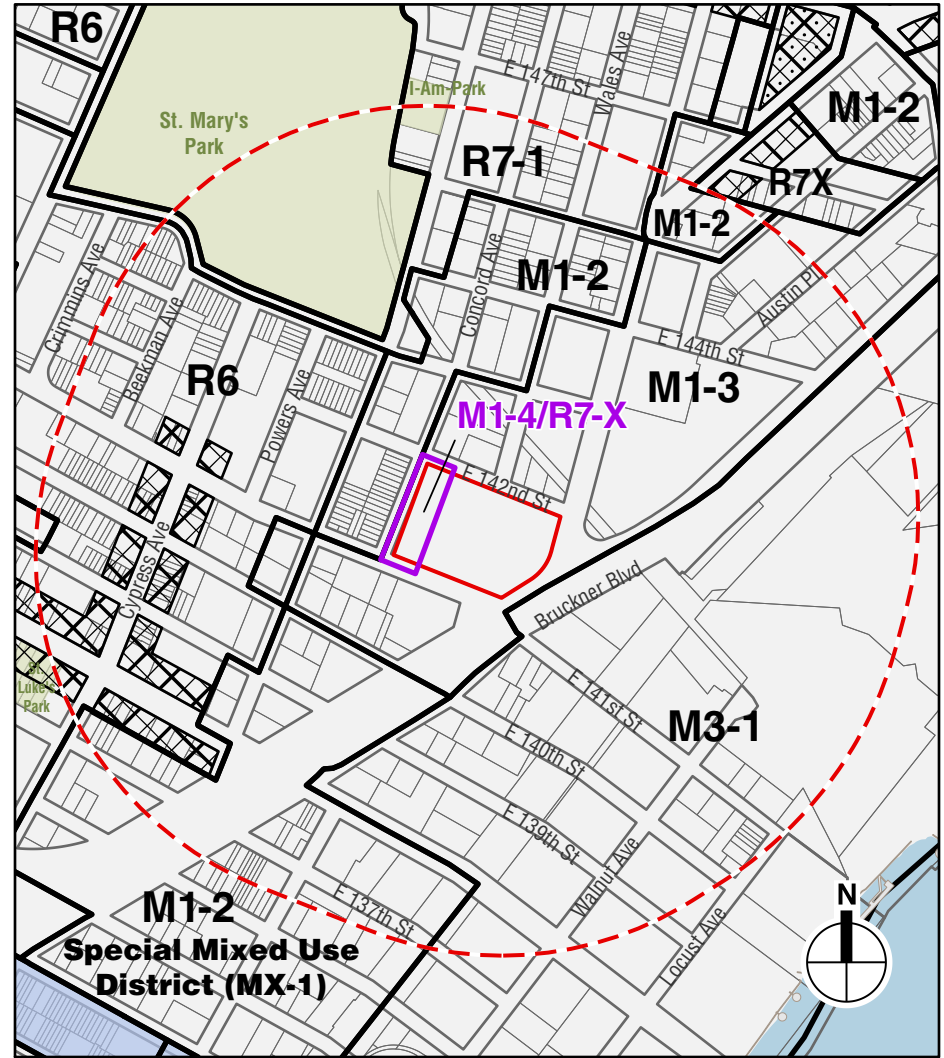 R6
E 147th St
Wales Ave
I-Am-Park
M1-2
St. Mary's
Park
R7-1
R7X
M1-2
Concord Ave
M1-2
Crimmins Ave
Austin Pl
Beekman Ave
E 144th St
R6
Powers Ave
M1-3
M1-4/R7-X
E 142nd St
Cypress Ave
Bruckner Blvd
St.
Luke's
Park
E 141st St
M3-1
E 140th St
E 139th St
Walnut Ave
N
M1-2
E 137th St
Locust Ave
Special Mixed Use
District (MX-1)